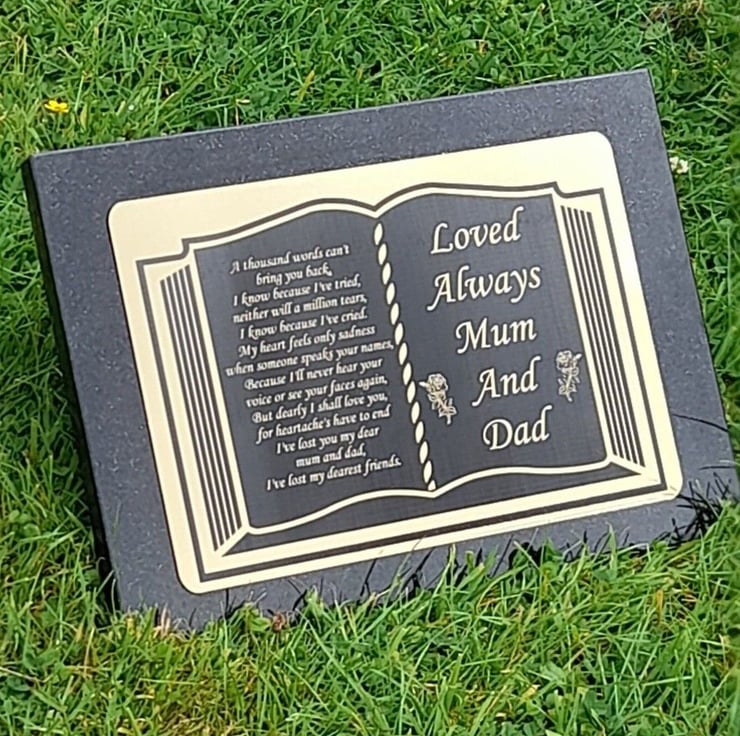 A thousand words can't
bring you back,
I know because I've tried,
neither will a million tears,
I know because I've cried.
My heart feels only sadness
when someone speaks your names,
Because I'll never hear your
voice or see your faces again,
But dearly I shall love you,
for heartache's have to end
I've lost you my dear
mum and dad,
I've lost my dearest friends.
Loved
Always
Mum
And
Dad